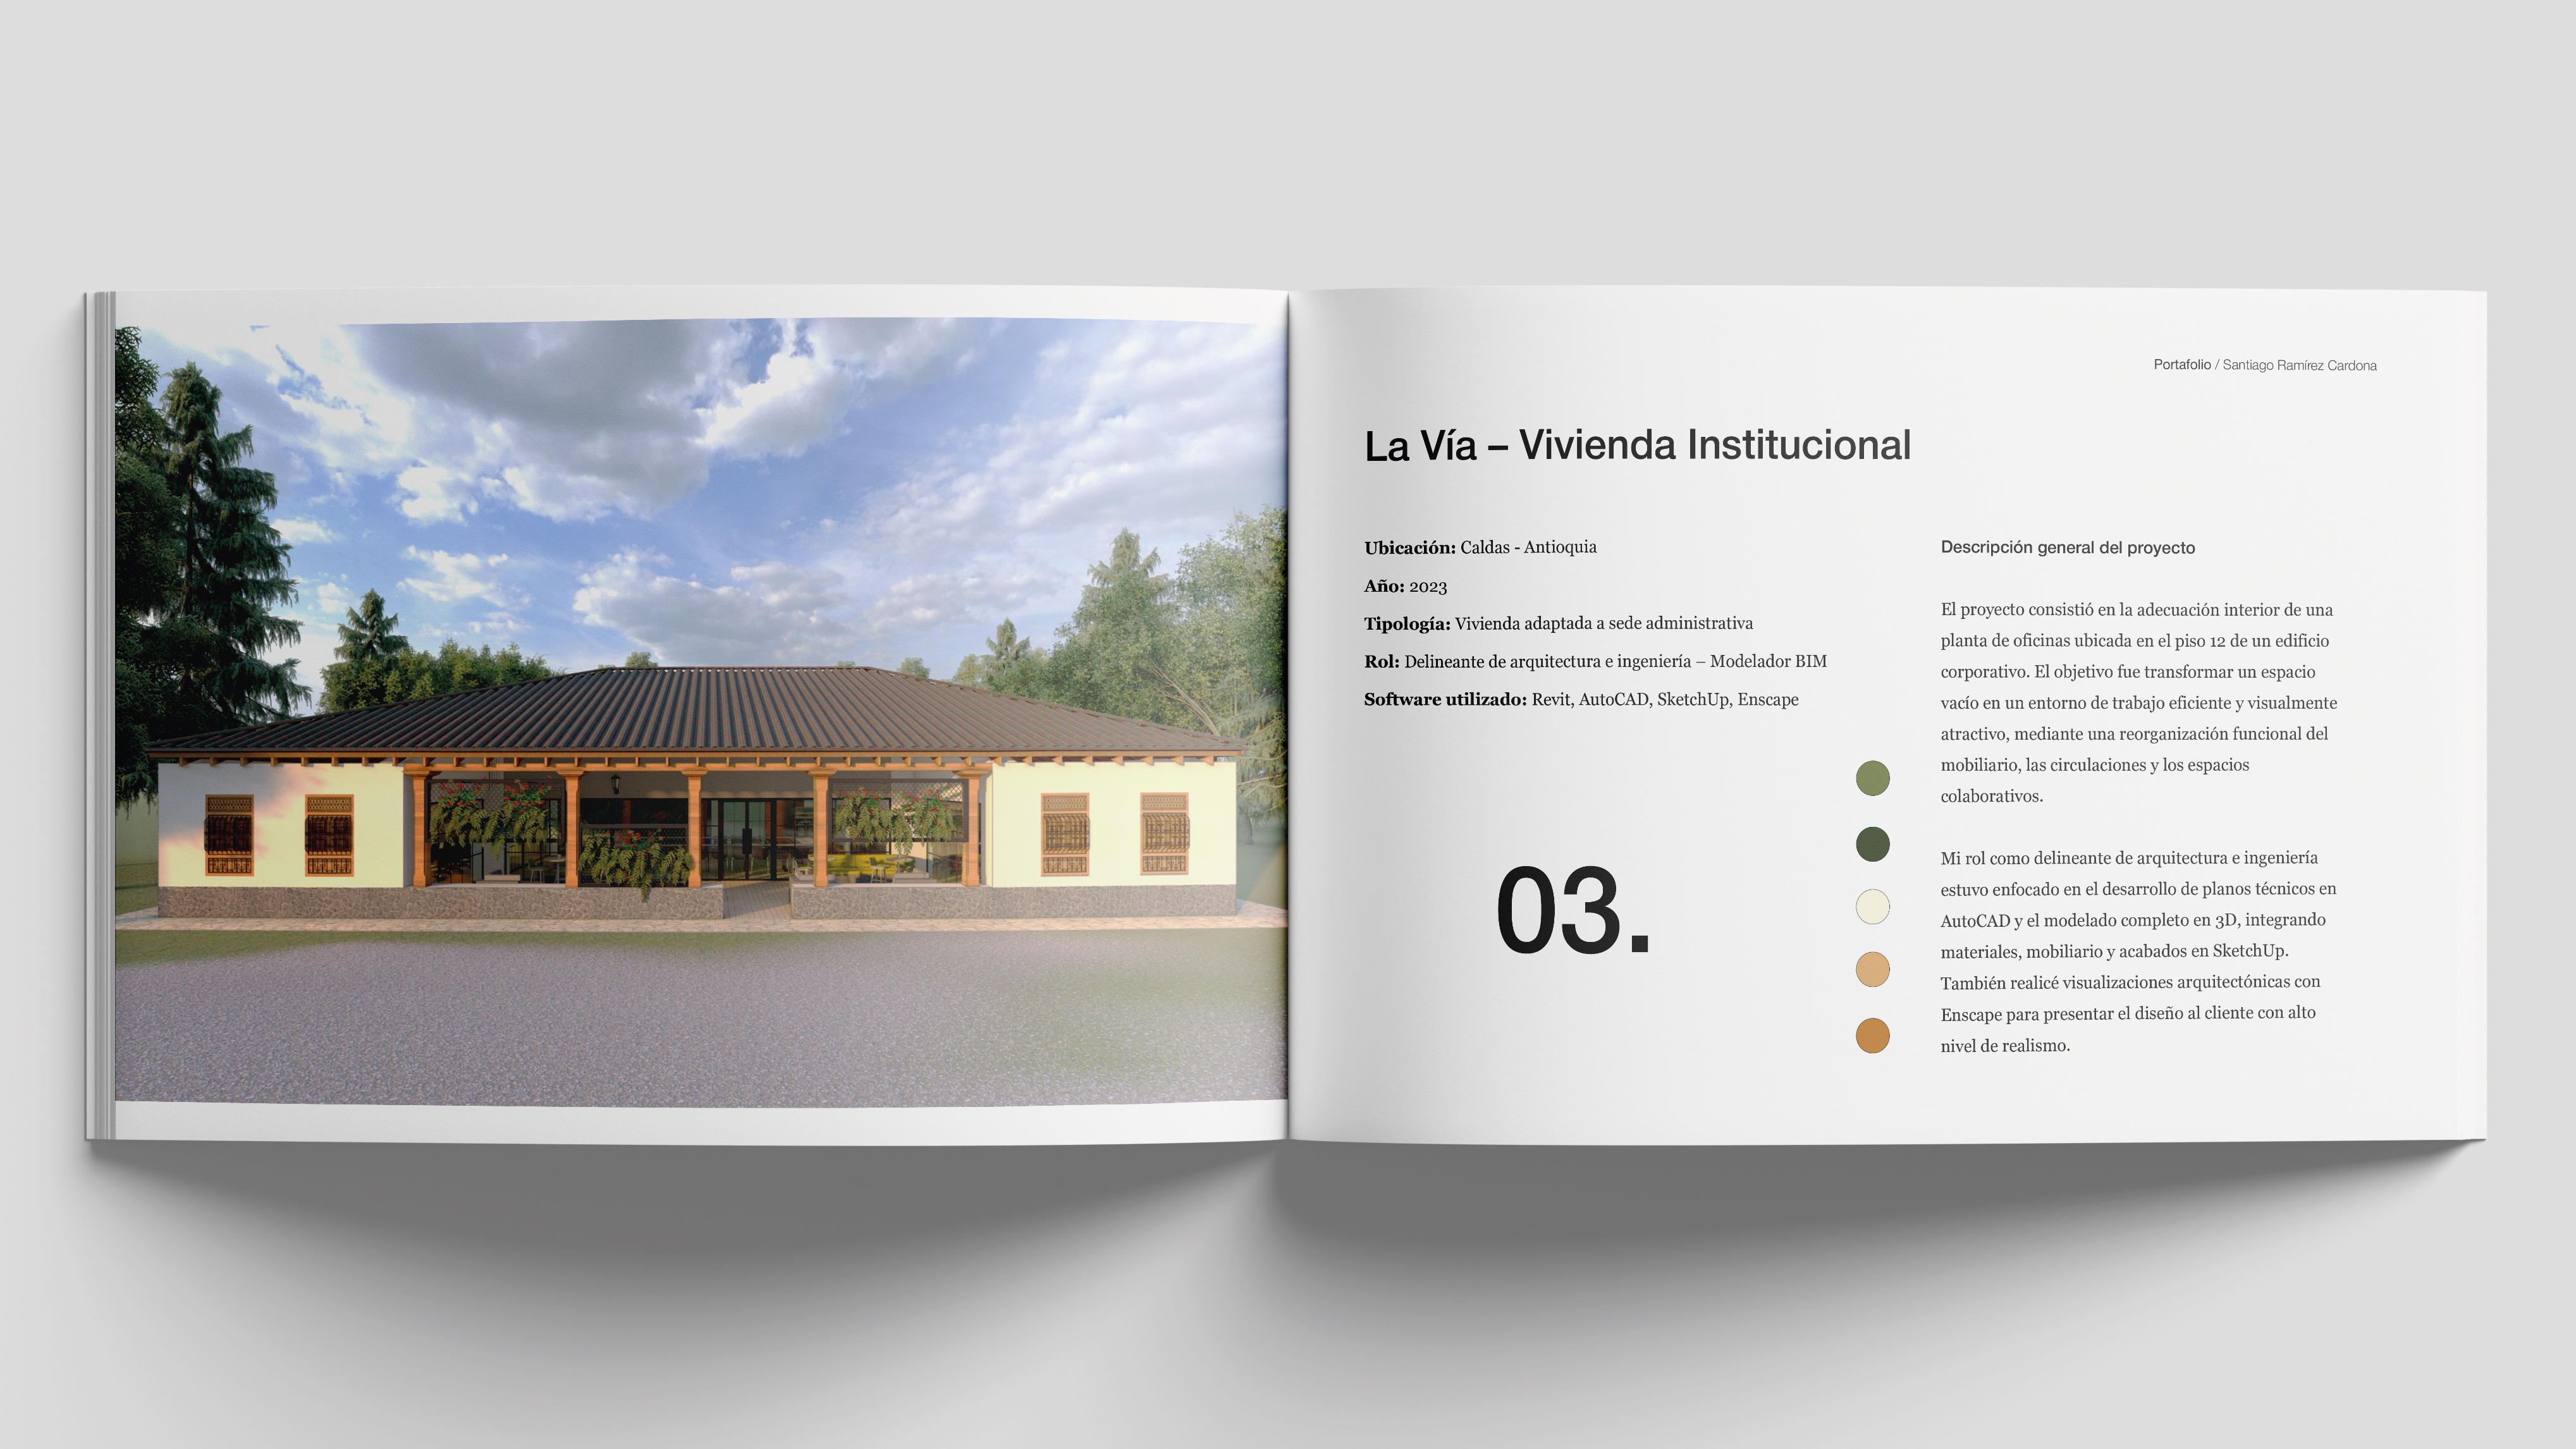 Portafolio / Santiago Ramírez Cardona
La Vía – Vivienda Institucional
Ubicación: Caldas - Antioquia
Año: 2023
Tipología: Vivienda adaptada a sede administrativa
Rol: Delineante de arquitectura e ingeniería – Modelador BIM
Software utilizado: Revit, AutoCAD, SketchUp, Enscape
03.
Descripción general del proyecto
El proyecto consistió en la adecuación interior de una
planta de oficinas ubicada en el piso 12 de un edificio
corporativo. El objetivo fue transformar un espacio
vacío en un entorno de trabajo eficiente y visualmente
atractivo, mediante una reorganización funcional del
mobiliario, las circulaciones y los espacios
colaborativos.
Mi rol como delineante de arquitectura e ingeniería
estuvo enfocado en el desarrollo de planos técnicos en
AutoCAD y el modelado completo en 3D, integrando
materiales, mobiliario y acabados en SketchUp.
También realicé visualizaciones arquitectónicas con
Enscape para presentar el diseño al cliente con alto
nivel de realismo.